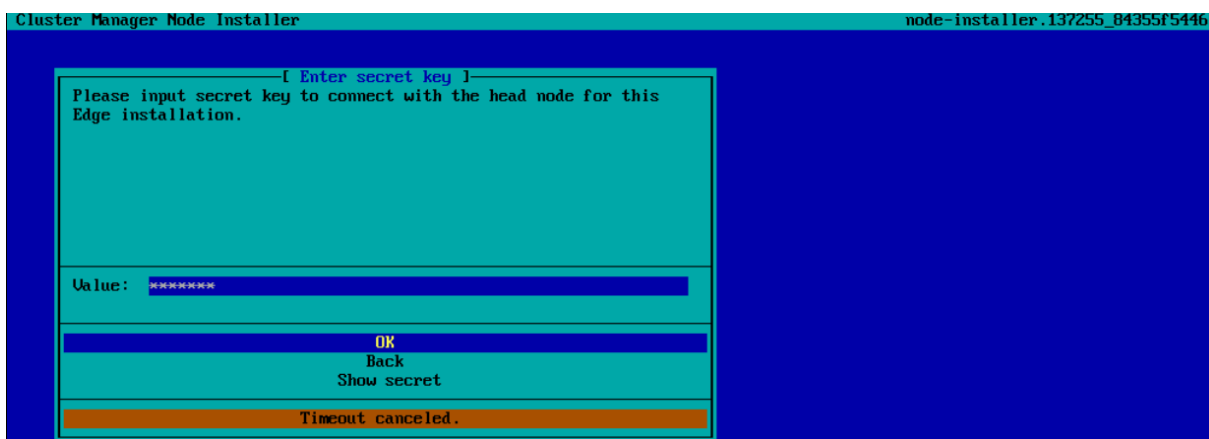 Cluster Manager Node Installer
node-installer.137255_84355f5446
[ Enter secret key ]
Please input secret key to connect with the head node for this
Edge installation.
Value: *******
OK
Back
Show secret
Timeout canceled.